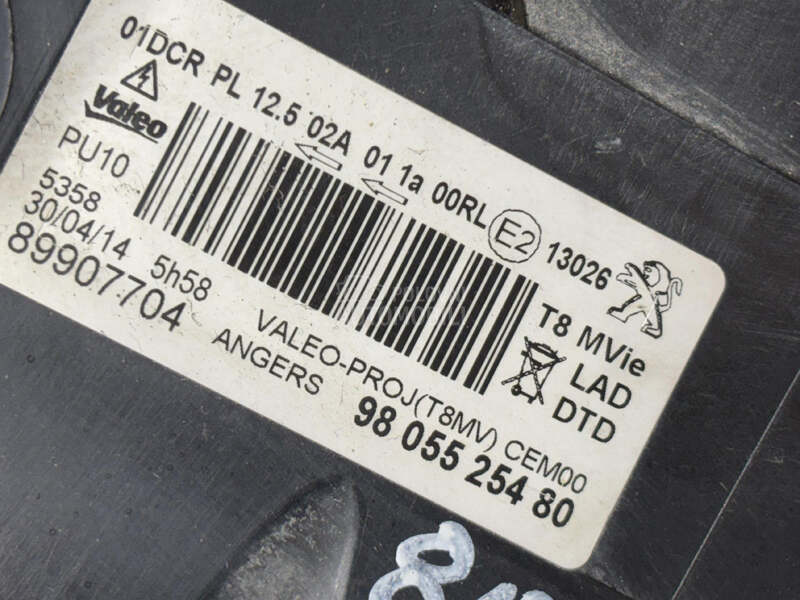 01DCR PL 12.5 02A 01 1a 00RL E2 13026
Valeo
PU10
5358
30/04/14 5h58
89907704
T8 MVie
LAD
DTD
VALEO-PROJ(T8MV) CEM00
ANGERS
98 055 254 80